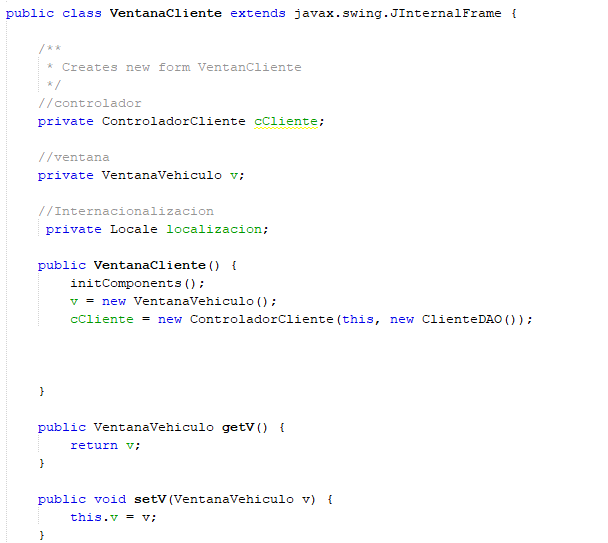 public class VentanaCliente extends javax.swing.JInternalFrame {
/**
* Creates new form VentanCliente
*/
//controlador
private ControladorCliente cCliente;
//ventana
private VentanaVehiculo v;
//Internacionalizacion
private Locale localizacion;
public VentanaCliente() {
initComponents();
v = new VentanaVehiculo();
cCliente = new ControladorCliente(this, new ClienteDAO());
}
public VentanaVehiculo getV() {
return v;
}
public void setV(VentanaVehiculo v) {
this.v = v;
}